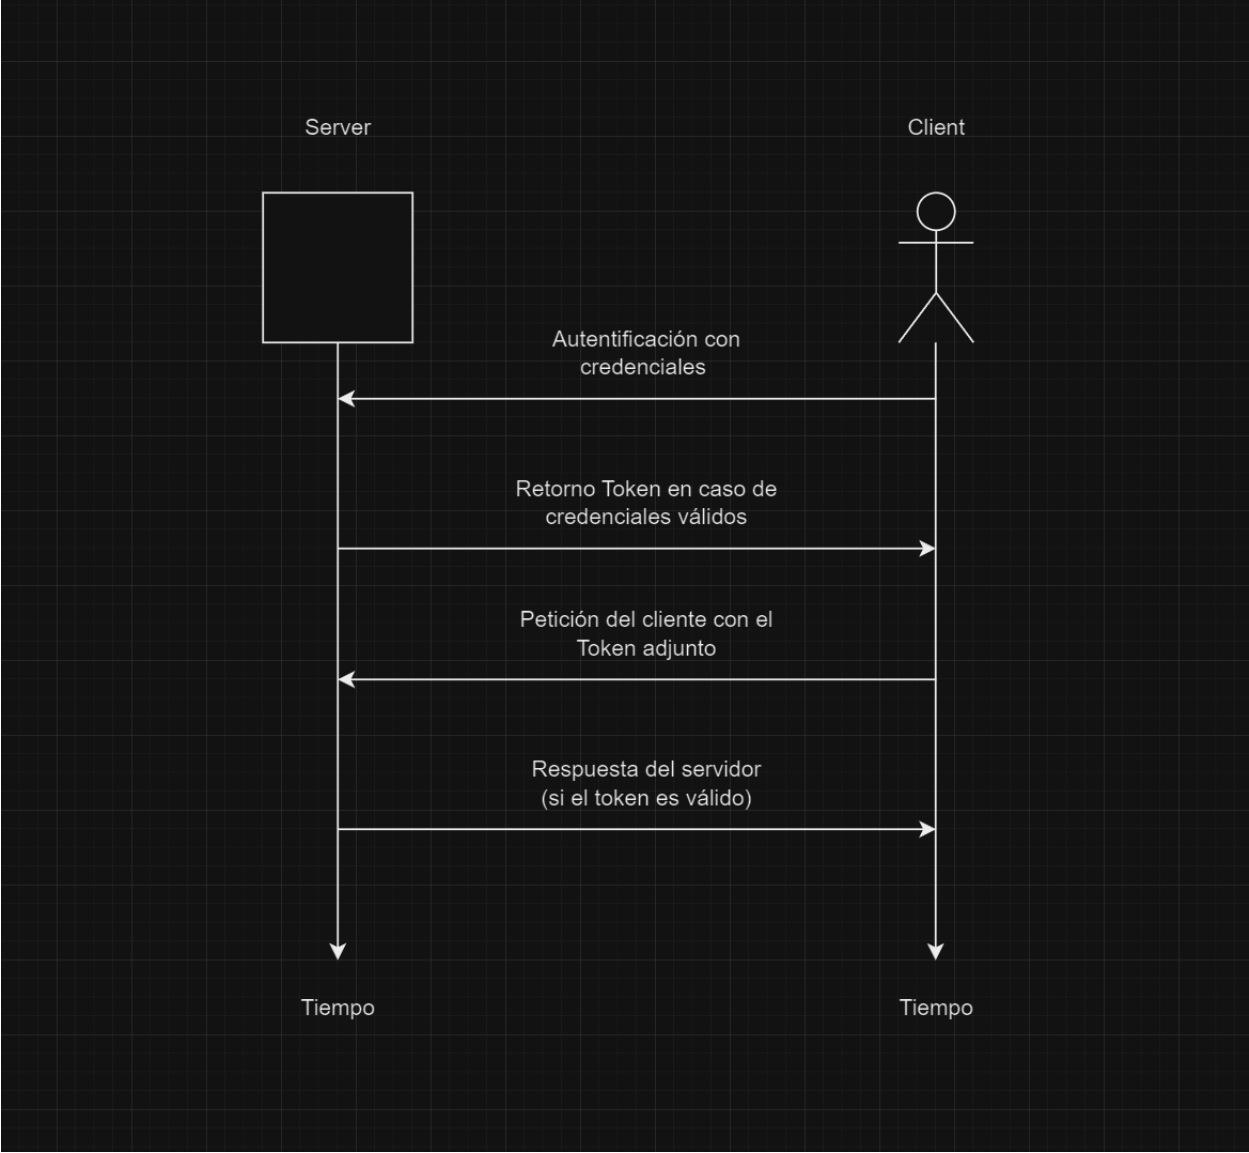 Server
Client
Autentificación con
credenciales
Retorno Token en caso de
credenciales válidos
Petición del cliente con el
Token adjunto
Respuesta del servidor
(si el token es válido)
Tiempo
Tiempo